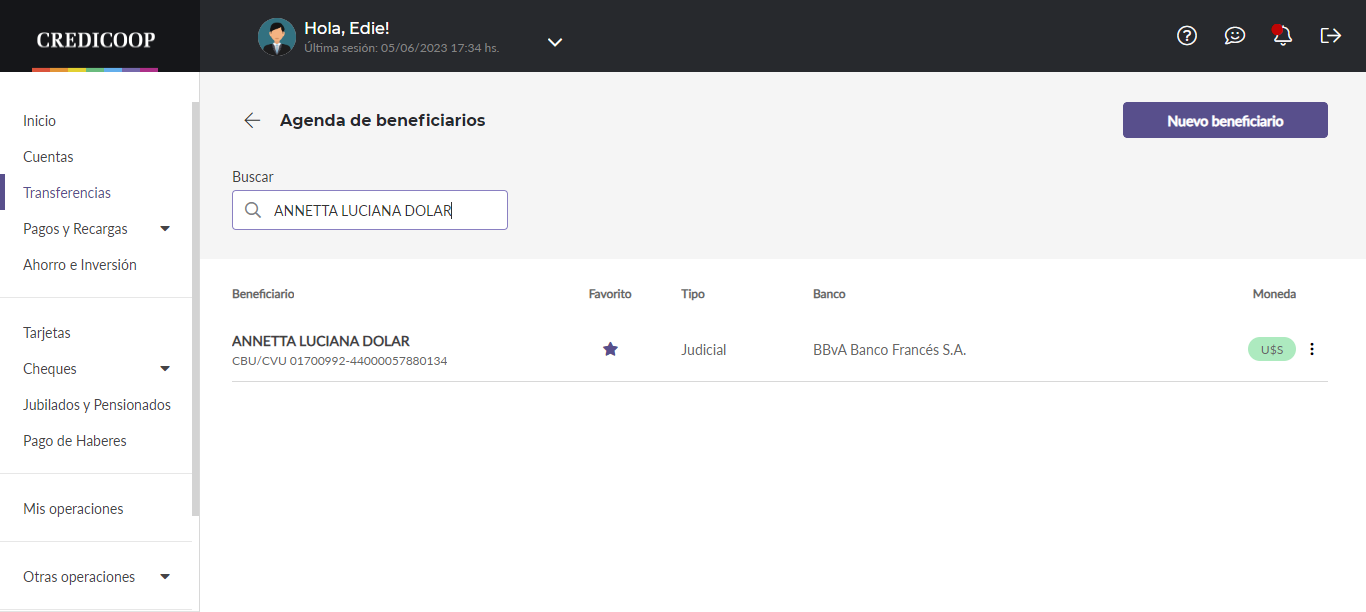 CREDICOOP
Hola, Edie!
Última sesión: 05/06/2023 17:34 hs.
Inicio
Cuentas
Transferencias
Pagos y Recargas
Ahorro e Inversión
Tarjetas
Cheques
Jubilados y Pensionados
Pago de Haberes
Mis operaciones
Otras operaciones
Agenda de beneficiarios
Nuevo beneficiario
Buscar
ANNETTA LUCIANA DOLAR
Beneficiario Favorito Tipo Banco Moneda
ANNETTA LUCIANA DOLAR
CBU/CVU 01700992-44000057880134
Judicial BBvA Banco Francés S.A. U$S